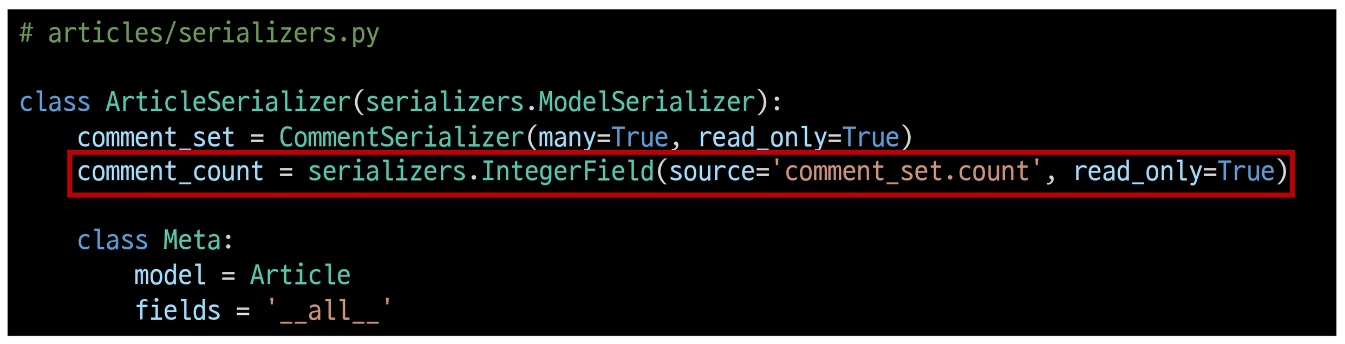 # articles/serializers.py
class ArticleSerializer(serializers.ModelSerializer):
comment_set = CommentSerializer(many=True, read_only=True)
comment_count = serializers.IntegerField(source='comment_set.count', read_only=True)
class Meta:
model = Article
fields = '__all__'